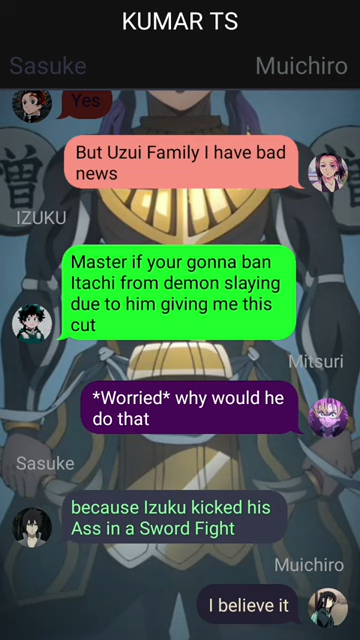 KUMAR TS
Sasuke
Muichiro
Yes
But Uzui Family I have bad
news
IZUKU
Master if your gonna ban
Itachi from demon slaying
due to him giving me this
cut
Mitsuri
*Worried* why would he
do that
Sasuke
because Izuku kicked his
Ass in a Sword Fight
Muichiro
I believe it
憎